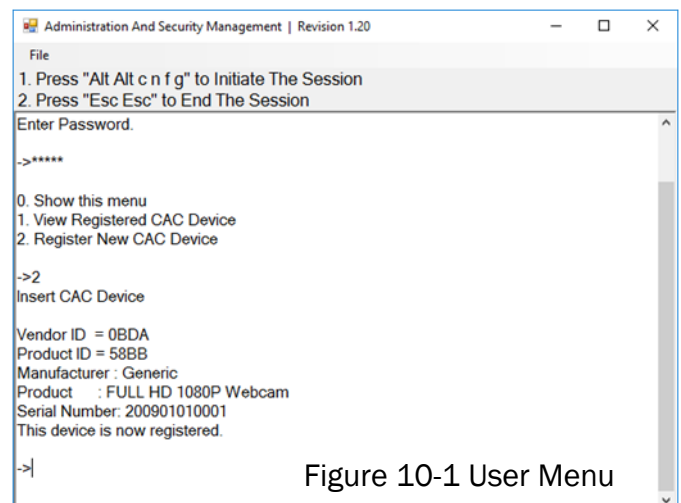 Administration And Security Management | Revision 1.20
File
1. Press "Alt Alt c n f g" to Initiate The Session
2. Press "Esc Esc" to End The Session
Enter Password.
->*****
0. Show this menu
1. View Registered CAC Device
2. Register New CAC Device
->2
Insert CAC Device
Vendor ID = 0BDA
Product ID = 58BB
Manufacturer : Generic
Product : FULL HD 1080P Webcam
Serial Number: 200901010001
This device is now registered.
->
Figure 10-1 User Menu